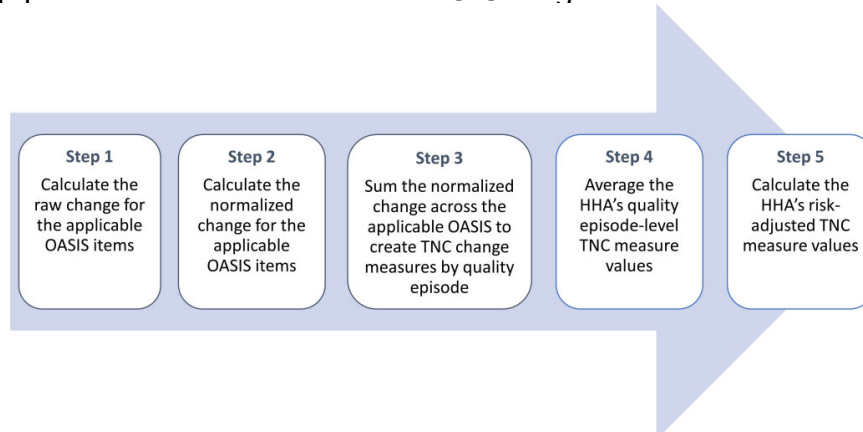 Step 1
Calculate the
raw change for
the applicable
OASIS items
Step 2
Calculate the
normalized
change for the
applicable
OASIS items
Step 3
Sum the normalized
change across the
applicable OASIS to
create TNC change
measures by quality
episode
Step 4
Average the
HHA's quality
episode-level
TNC measure
values
Step 5
Calculate the
HHA's risk-
adjusted TNC
measure values